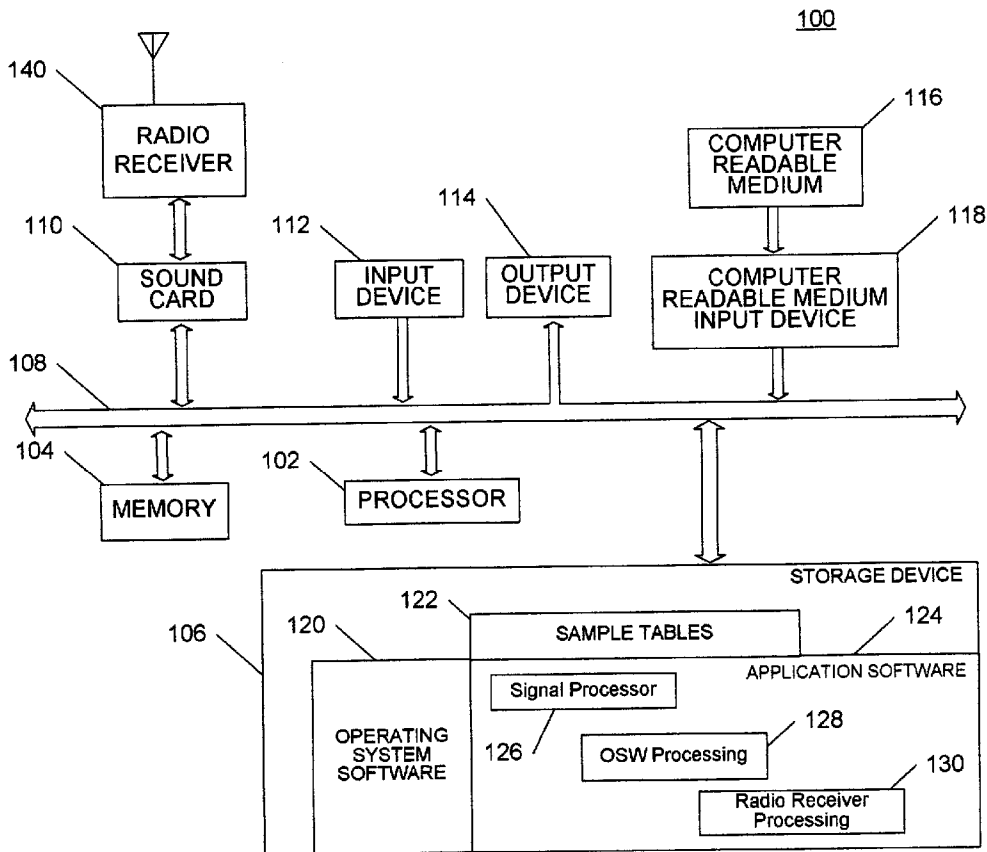 100
140
RADIO
RECEIVER
116
COMPUTER
READABLE
MEDIUM
110
112
114
118
SOUND
CARD
INPUT
DEVICE
OUTPUT
DEVICE
COMPUTER
READABLE MEDIUM
INPUT DEVICE
108
104
MEMORY
102
PROCESSOR
STORAGE DEVICE
106
120
122
SAMPLE TABLES
124
APPLICATION SOFTWARE
OPERATING
SYSTEM
SOFTWARE
Signal Processor
126
OSW Processing
128
Radio Receiver
Processing
130